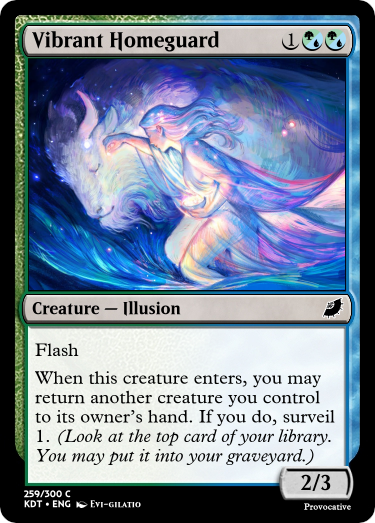 Vibrant Homeguard 1
Creature — Illusion
Flash
When this creature enters, you may
return another creature you control
to its owner's hand. If you do, surveil
1. (Look at the top card of your library.
You may put it into your graveyard.)
2/3
259/300 C
KDT • ENG Evi-gilatio
Provocative